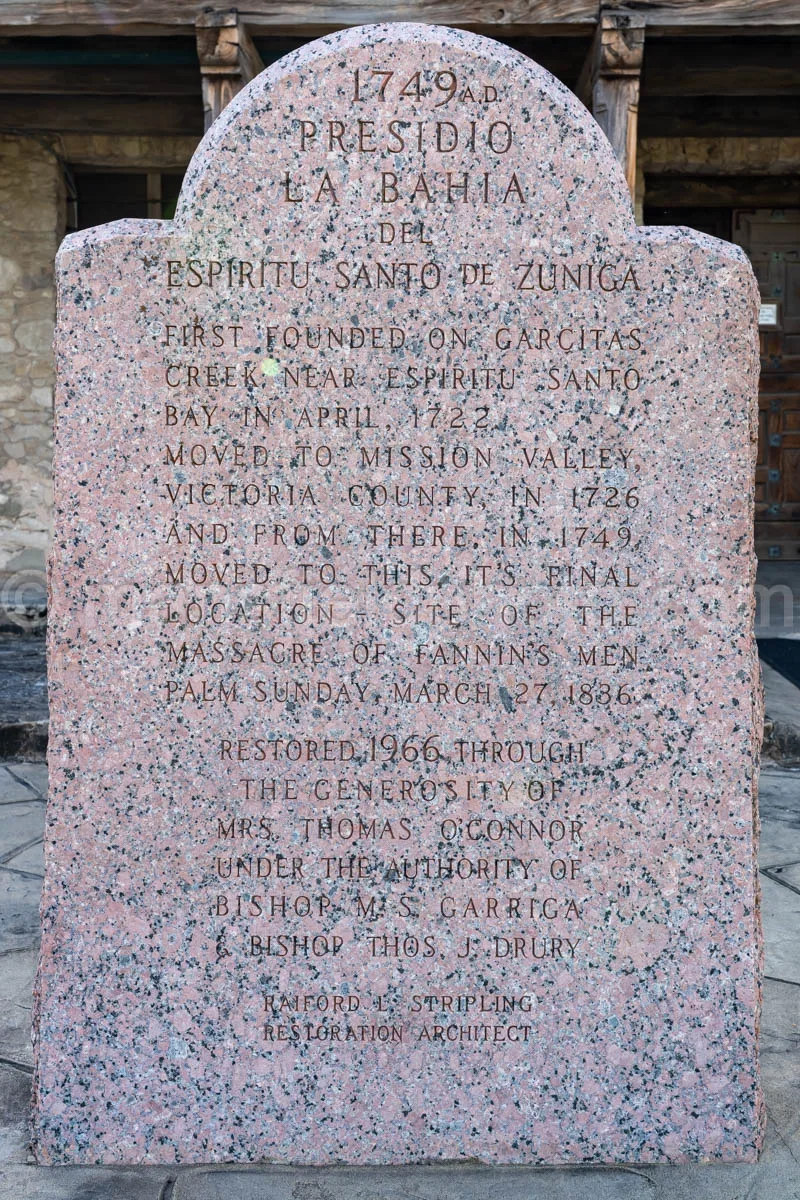 1749 A.D.
PRESIDIO
LA BAHIA
DEL
ESPIRITU SANTO DE ZUNIGA
FIRST FOUNDED ON GARCITAS
CREEK, NEAR ESPIRITU SANTO
BAY IN APRIL, 1722
MOVED TO MISSION VALLEY,
VICTORIA COUNTY, IN 1726
AND FROM THERE, IN 1749,
MOVED TO THIS, IT'S FINAL
LOCATION - SITE OF THE
MASSACRE OF FANNIN'S MEN
PALM SUNDAY, MARCH 27, 1836.
RESTORED 1966 THROUGH
THE GENEROSITY OF
MRS. THOMAS O'CONNOR
UNDER THE AUTHORITY OF
BISHOP M. S. GARRIGA
& BISHOP THOS. J. DRURY
RAIFORD L. STRIPLING
RESTORATION ARCHITECT